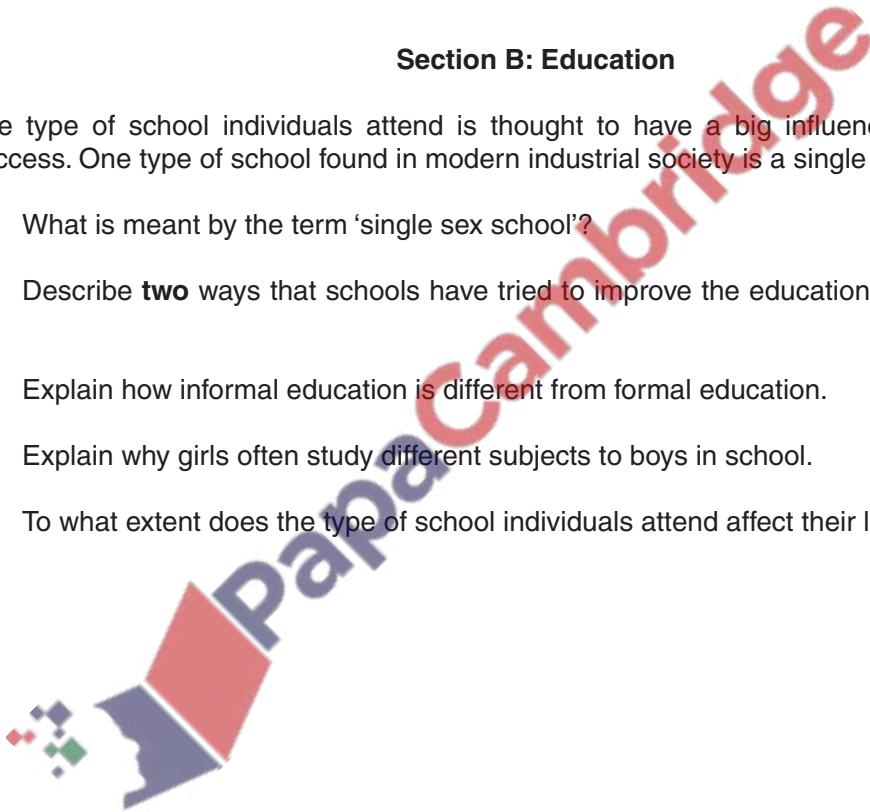 Section B: Education
e type of school individuals attend is thought to have a big influen
ccess. One type of school found in modern industrial society is a single
What is meant by the term ‘single sex school’?
Describe two ways that schools have tried to improve the education
Explain how informal education is different from formal education.
Explain why girls often study different subjects to boys in school.
To what extent does the type of school individuals attend affect their l
PapaCambridge